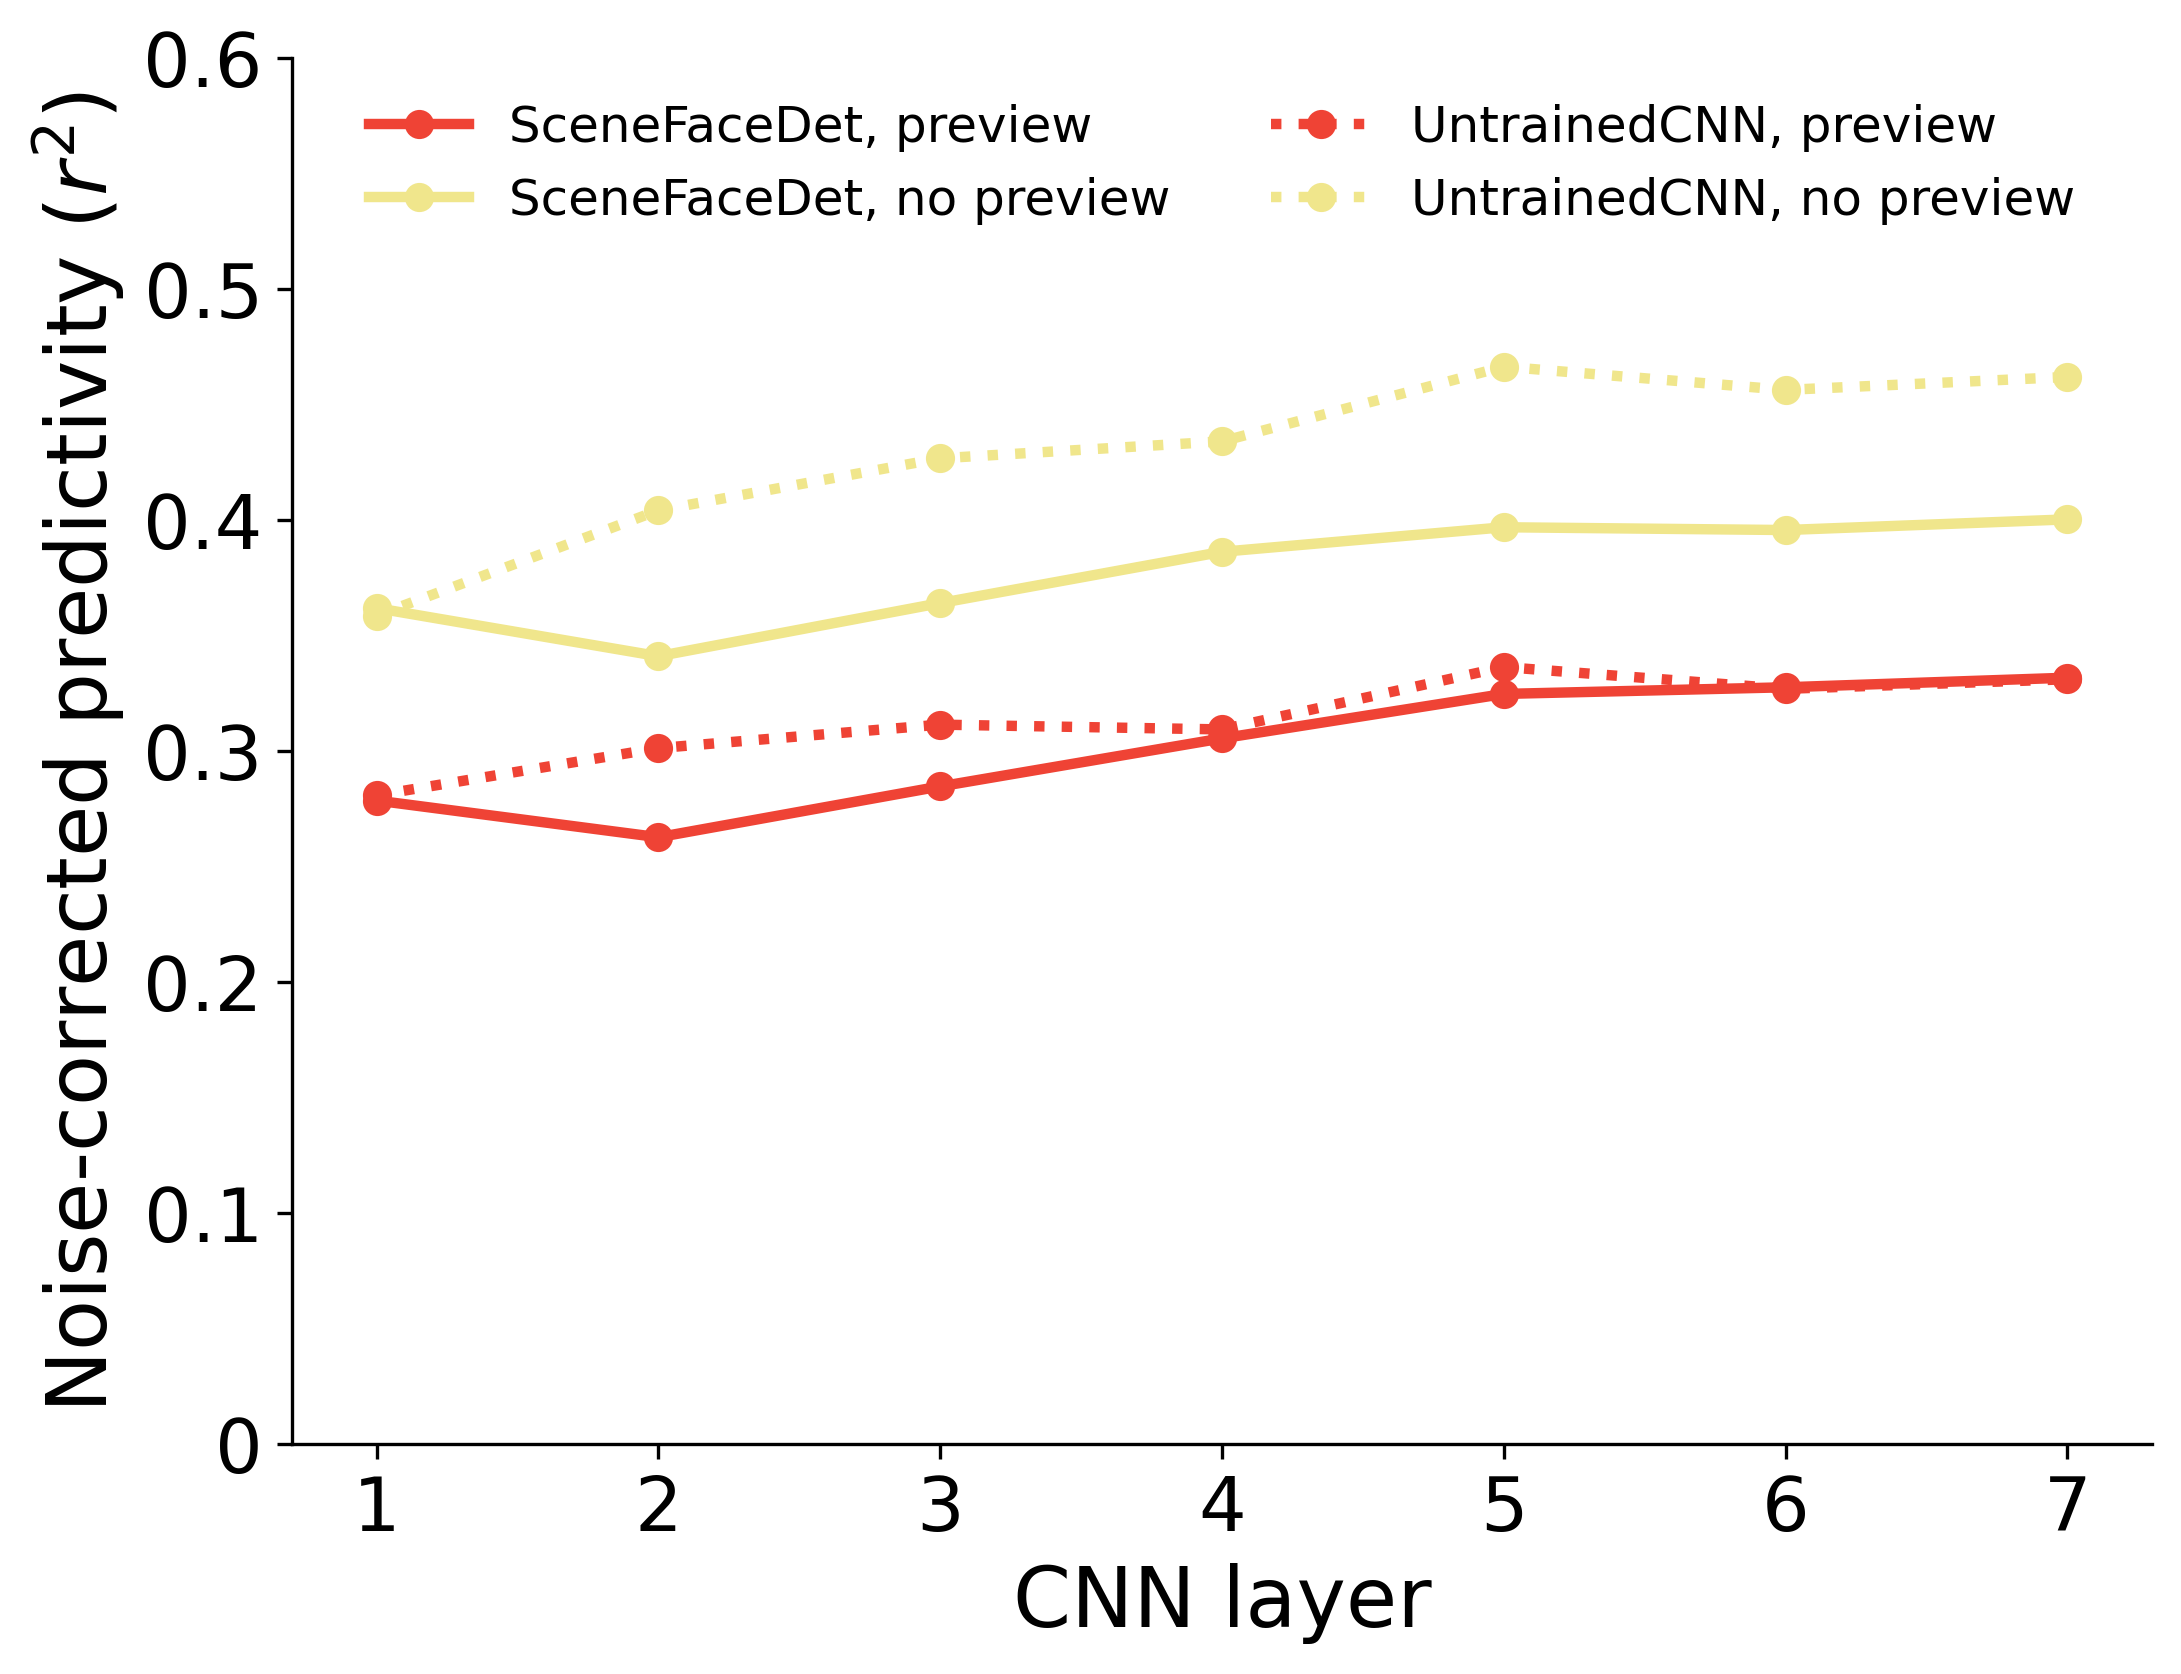 Noise-corrected predictivity (r²)
0.6
0.5
0.4
0.3
0.2
0.1
0
SceneFaceDet, preview
SceneFaceDet, no preview
UntrainedCNN, preview
UntrainedCNN, no preview
1 2 3 4 5 6 7
CNN layer